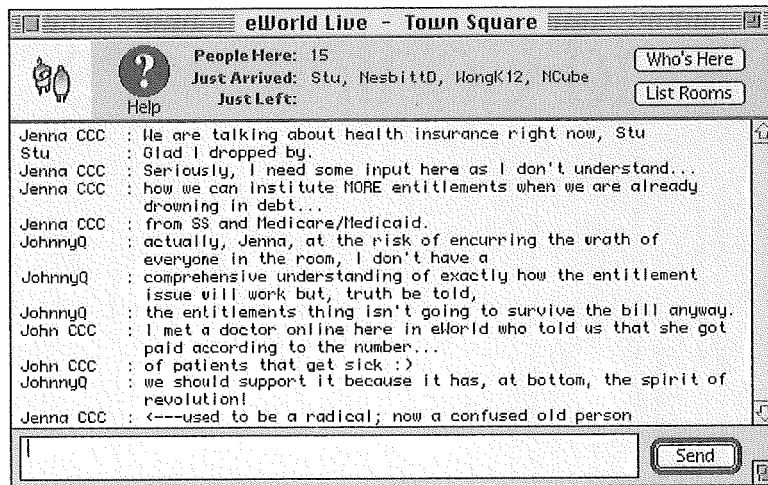 eWorld Live - Town Square
People Here: 15
Just Arrived: Stu, NesbittD, WongK12, NCube
Just Left:
Help
Who's Here
List Rooms
Jenna CCC : We are talking about health insurance right now, Stu
Stu : Glad I dropped by.
Jenna CCC : Seriously, I need some input here as I don't understand...
Jenna CCC : how we can institute MORE entitlements when we are already
drowning in debt...
Jenna CCC : from SS and Medicare/Medicaid.
JohnnyQ : actually, Jenna, at the risk of encurring the wrath of
everyone in the room, I don't have a
JohnnyQ : comprehensive understanding of exactly how the entitlement
issue will work but, truth be told,
JohnnyQ : the entitlements thing isn't going to survive the bill anyway.
John CCC : I met a doctor online here in eWorld who told us that she got
paid according to the number...
John CCC : of patients that get sick :)
JohnnyQ : we should support it because it has, at bottom, the spirit of
revolution!
Jenna CCC : <---used to be a radical; now a confused old person
Send